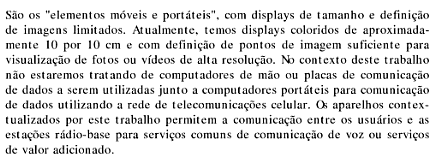 São os "elementos móveis e portáteis", com displays de tamanho e definição
de imagens limitados. Atualmente, temos displays coloridos de aproximada-
mente 10 por 10 cm e com definição de pontos de imagem suficiente para
visualização de fotos ou vídeos de alta resolução. No contexto deste trabalho
não estaremos tratando de computadores de mão ou placas de comunicação
de dados a serem utilizadas junto a computadores portáteis para comunicação
de dados utilizando a rede de telecomunicações celular. Os aparelhos contex-
tualizados por este trabalho permitem a comunicação entre os usuários e as
estações rádio-base para serviços comuns de comunicação de voz ou serviços
de valor adicionado.